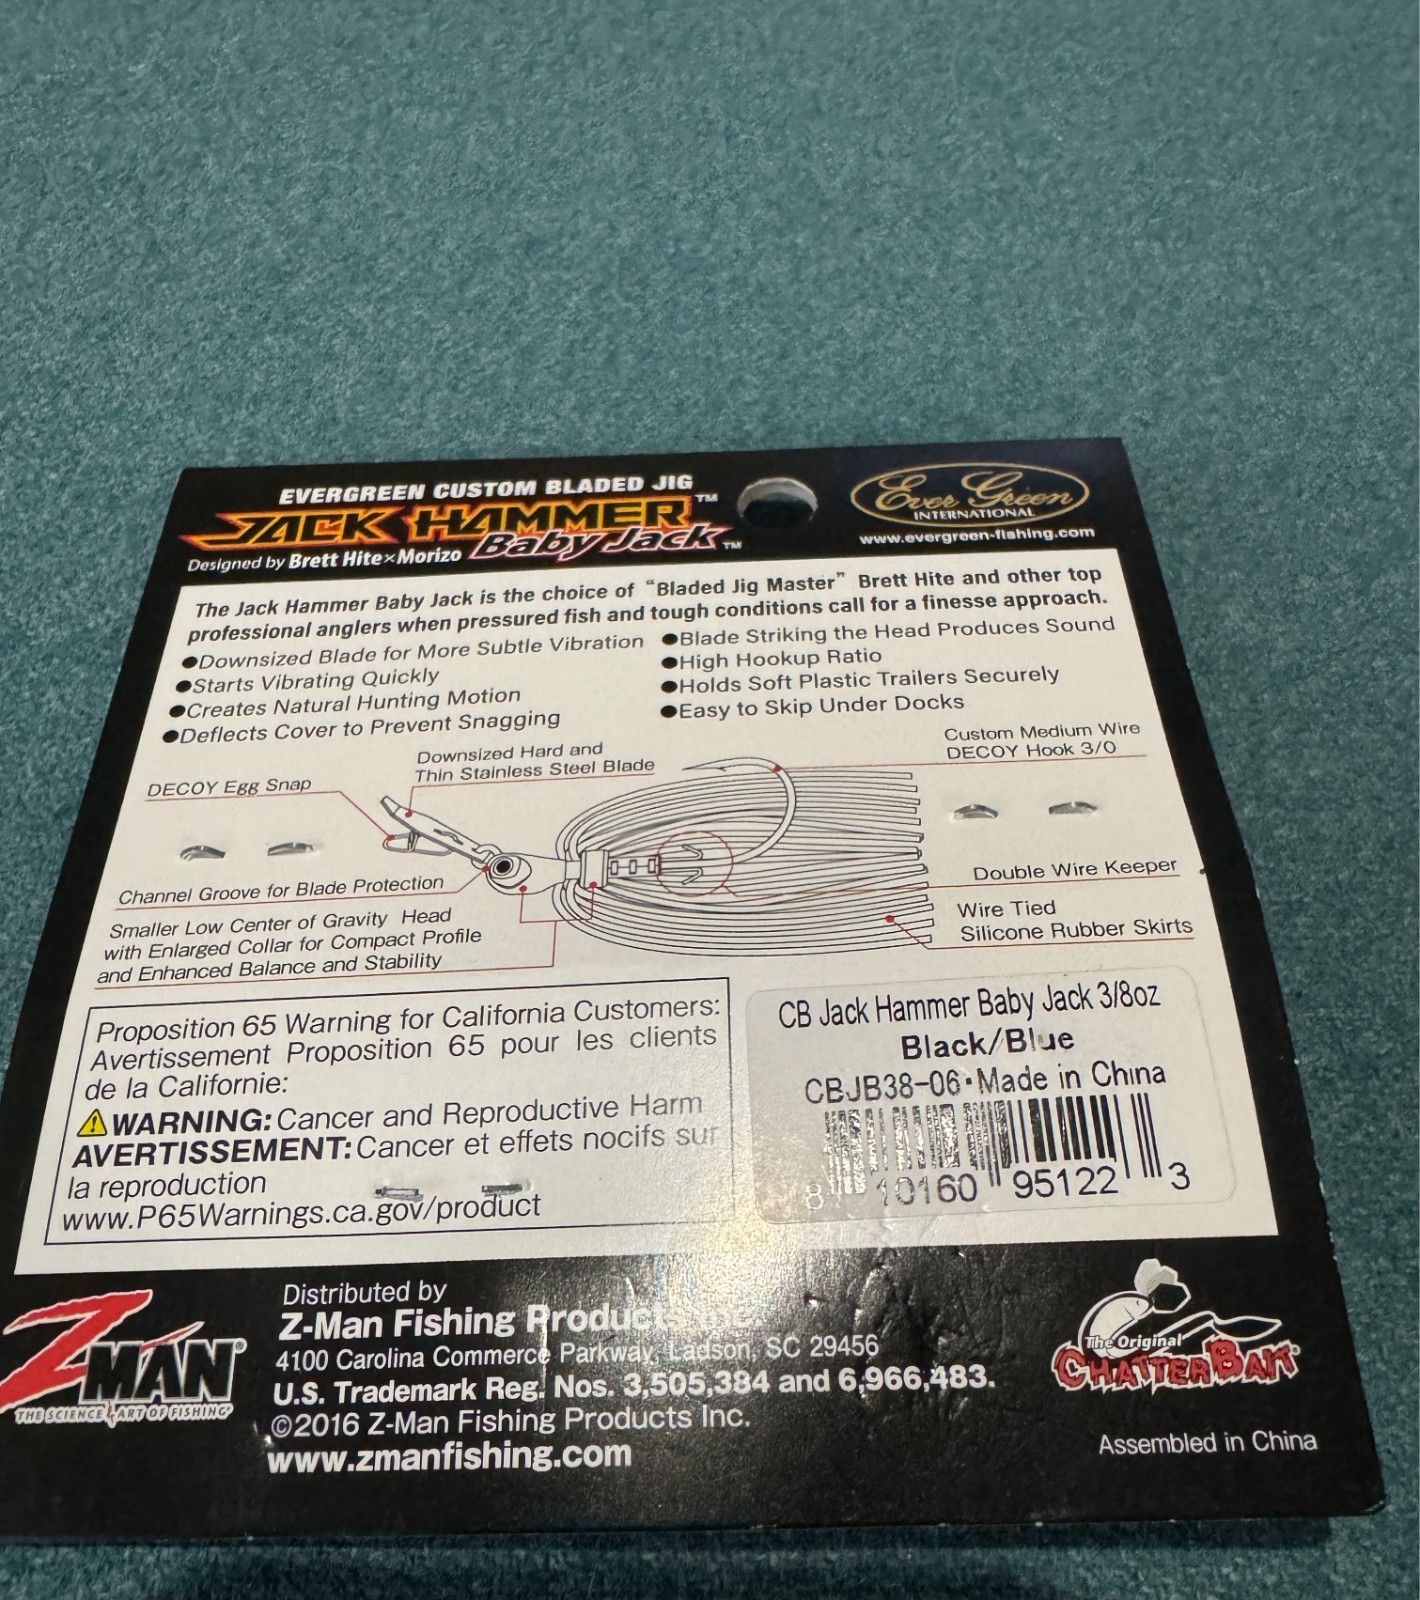 EVERGREEN CUSTOM BLADED JIG
JACK HAMMER™
Baby Jack™
Designed by Brett Hite×Morizo
Ever Green
INTERNATIONAL
www.evergreen-fishing.com
The Jack Hammer Baby Jack is the choice of “Bladed Jig Master” Brett Hite and other top
professional anglers when pressured fish and tough conditions call for a finesse approach.
●Downsized Blade for More Subtle Vibration
●Starts Vibrating Quickly
●Creates Natural Hunting Motion
●Deflects Cover to Prevent Snagging
●Blade Striking the Head Produces Sound
●High Hookup Ratio
●Holds Soft Plastic Trailers Securely
●Easy to Skip Under Docks
DECOY Egg Snap
Downsized Hard and
Thin Stainless Steel Blade
Custom Medium Wire
DECOY Hook 3/0
Channel Groove for Blade Protection
Smaller Low Center of Gravity Head
with Enlarged Collar for Compact Profile
and Enhanced Balance and Stability
Double Wire Keeper
Wire Tied
Silicone Rubber Skirts
Proposition 65 Warning for California Customers:
Avertissement Proposition 65 pour les clients
de la Californie:
⚠WARNING: Cancer and Reproductive Harm
AVERTISSEMENT: Cancer et effets nocifs sur
la reproduction
www.P65Warnings.ca.gov/product
CB Jack Hammer Baby Jack 3/8oz
Black/Blue
CBJB38-06•Made in China
8 10160 95122 3
Z-MAN®
THE SCIENCE & ART OF FISHING®
Distributed by
Z-Man Fishing Products
4100 Carolina Commerce Parkway, Ladson, SC 29456
U.S. Trademark Reg. Nos. 3,505,384 and 6,966,483.
©2016 Z-Man Fishing Products Inc.
www.zmanfishing.com
The Original
CHATTERBAIT®
Assembled in China